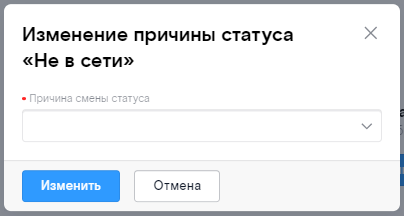 Изменение причины статуса
«Не в сети»
Причина смены статуса
Изменить
Отмена